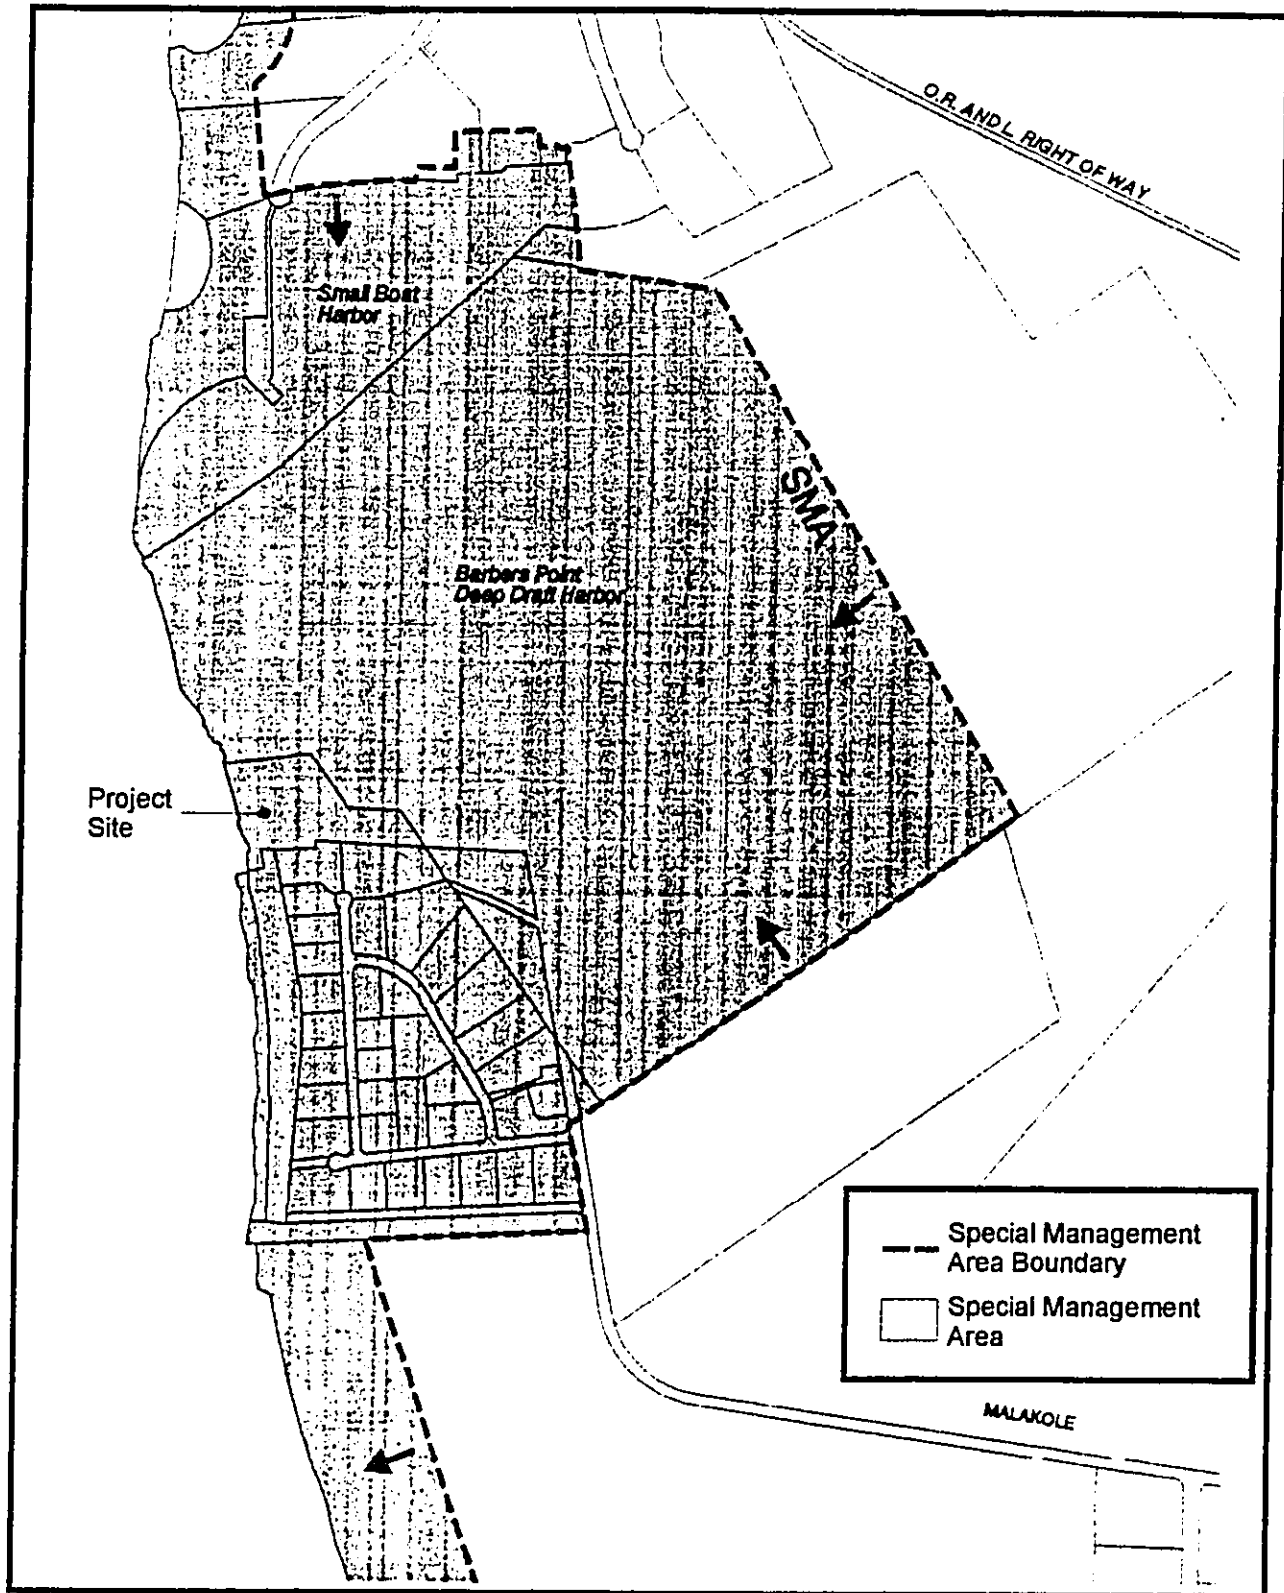 O.R. AND L. RIGHT OF WAY
Small Boat
Harbor
SMA
Barbers Point
Deep Draft Harbor
Project
Site
Special Management
Area Boundary
Special Management
Area
MALAKOLE